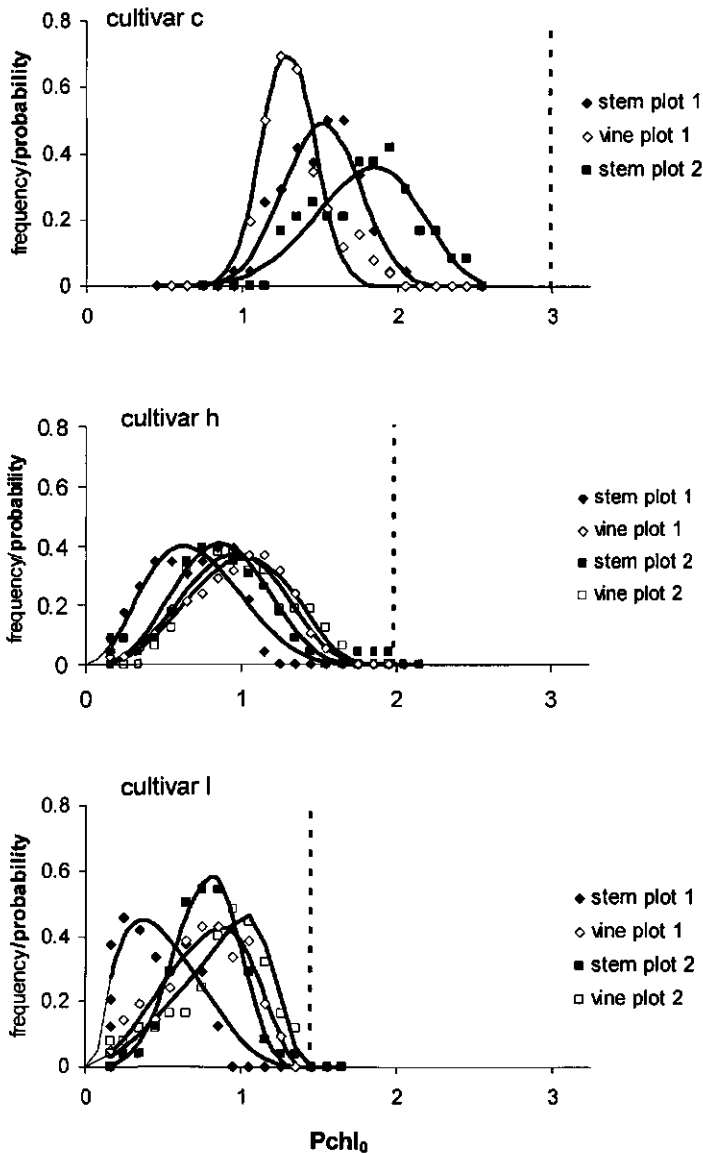 cultivar c
frequency/probability
0.8
0.6
0.4
0.2
0
0 1 2 3
stem plot 1
vine plot 1
stem plot 2
cultivar h
frequency/probability
0.8
0.6
0.4
0.2
0
0 1 2 3
stem plot 1
vine plot 1
stem plot 2
vine plot 2
cultivar l
frequency/probability
0.8
0.6
0.4
0.2
0
0 1 2 3
stem plot 1
vine plot 1
stem plot 2
vine plot 2
Pchl₀